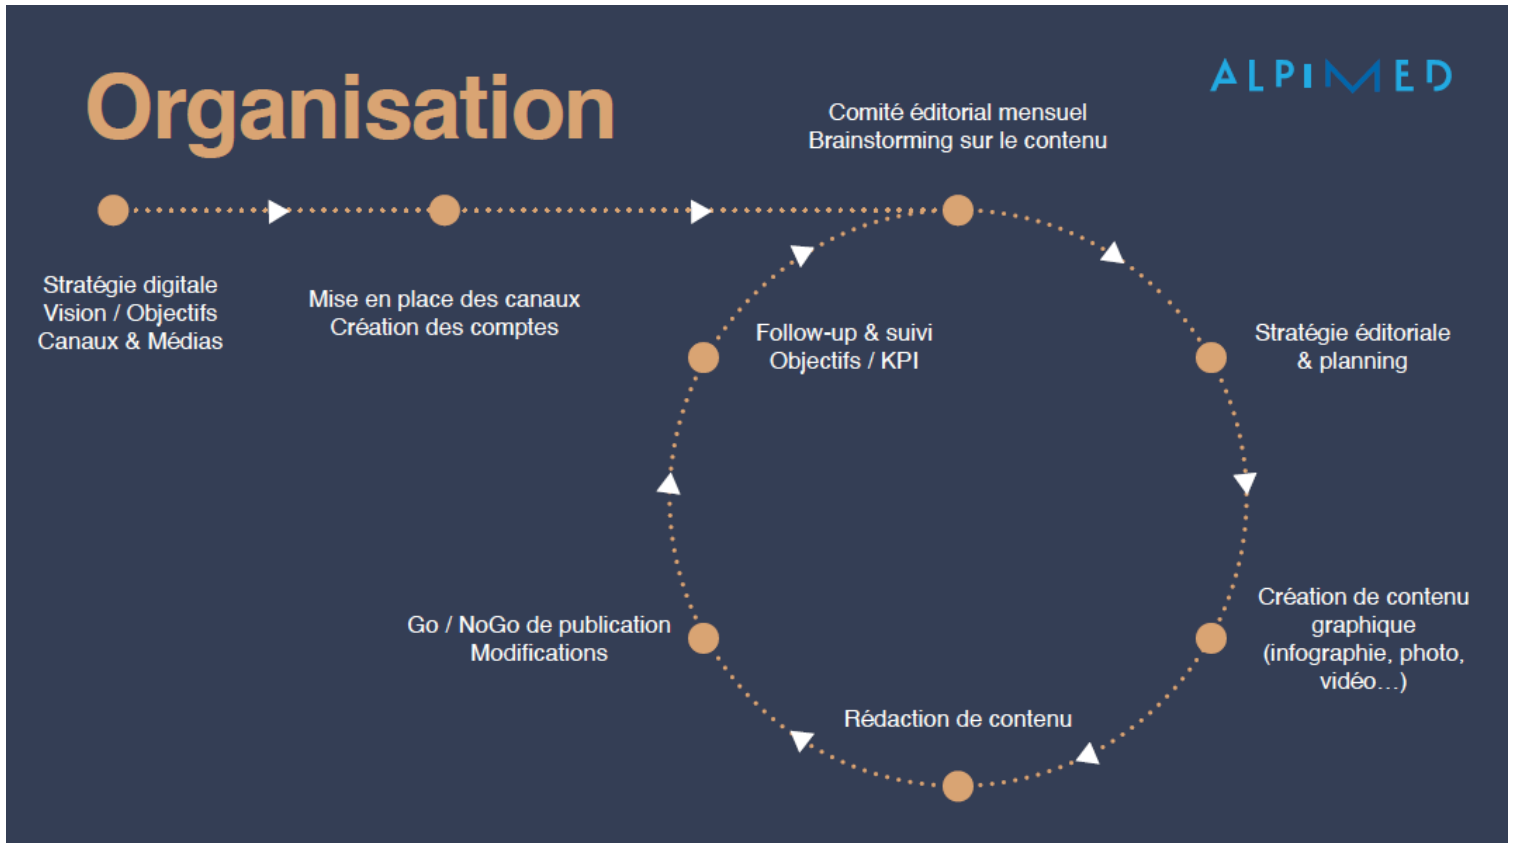 Organisation
ALPIMED
Comité éditorial mensuel
Brainstorming sur le contenu
Stratégie digitale
Vision / Objectifs
Canaux & Médias
Mise en place des canaux
Création des comptes
Follow-up & suivi
Objectifs / KPI
Stratégie éditoriale
& planning
Création de contenu
graphique
(infographie, photo,
vidéo…)
Go / NoGo de publication
Modifications
Rédaction de contenu